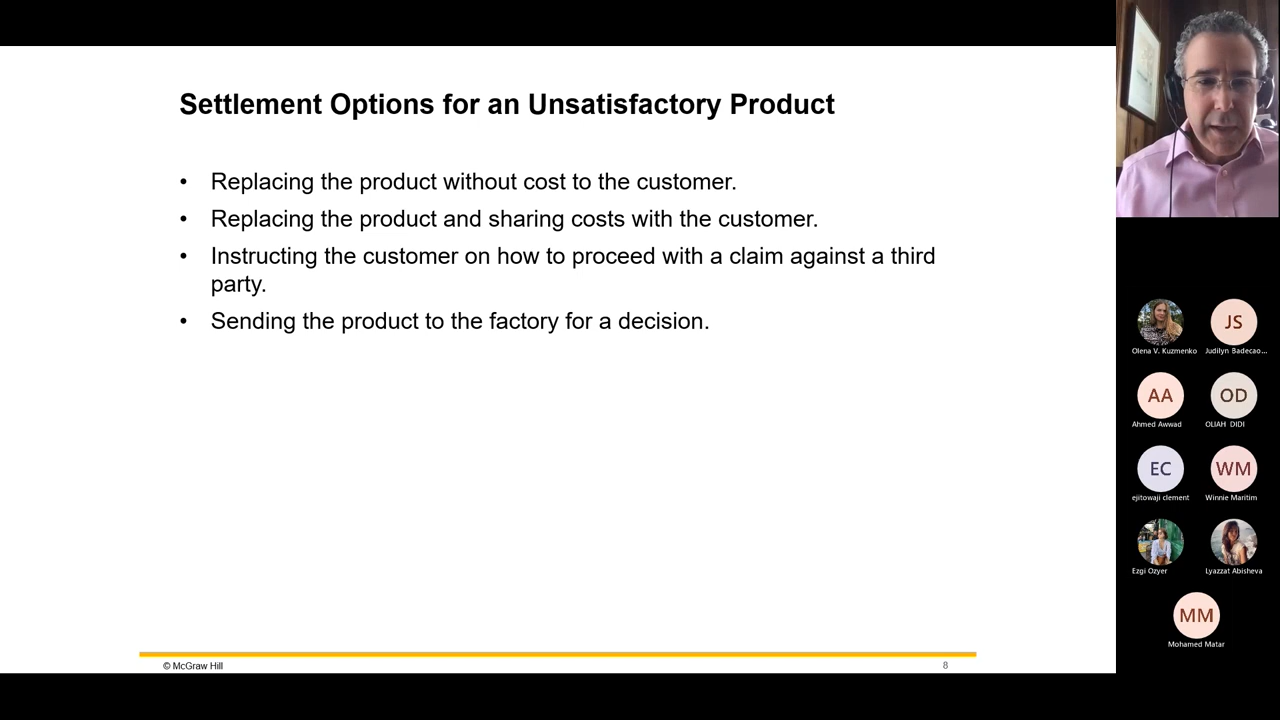 Settlement Options for an Unsatisfactory Product
• Replacing the product without cost to the customer.
• Replacing the product and sharing costs with the customer.
• Instructing the customer on how to proceed with a claim against a third
party.
• Sending the product to the factory for a decision.
© McGraw Hill
8
JS
Olena V. Kuzmenko
Judilyn Badecao...
AA
OD
Ahmed Awwad
OLIAH DIDI
EC
WM
ejitowaji clement
Winnie Maritim
Ezgi Ozyer
Lyazzat Abisheva
MM
Mohamed Matar